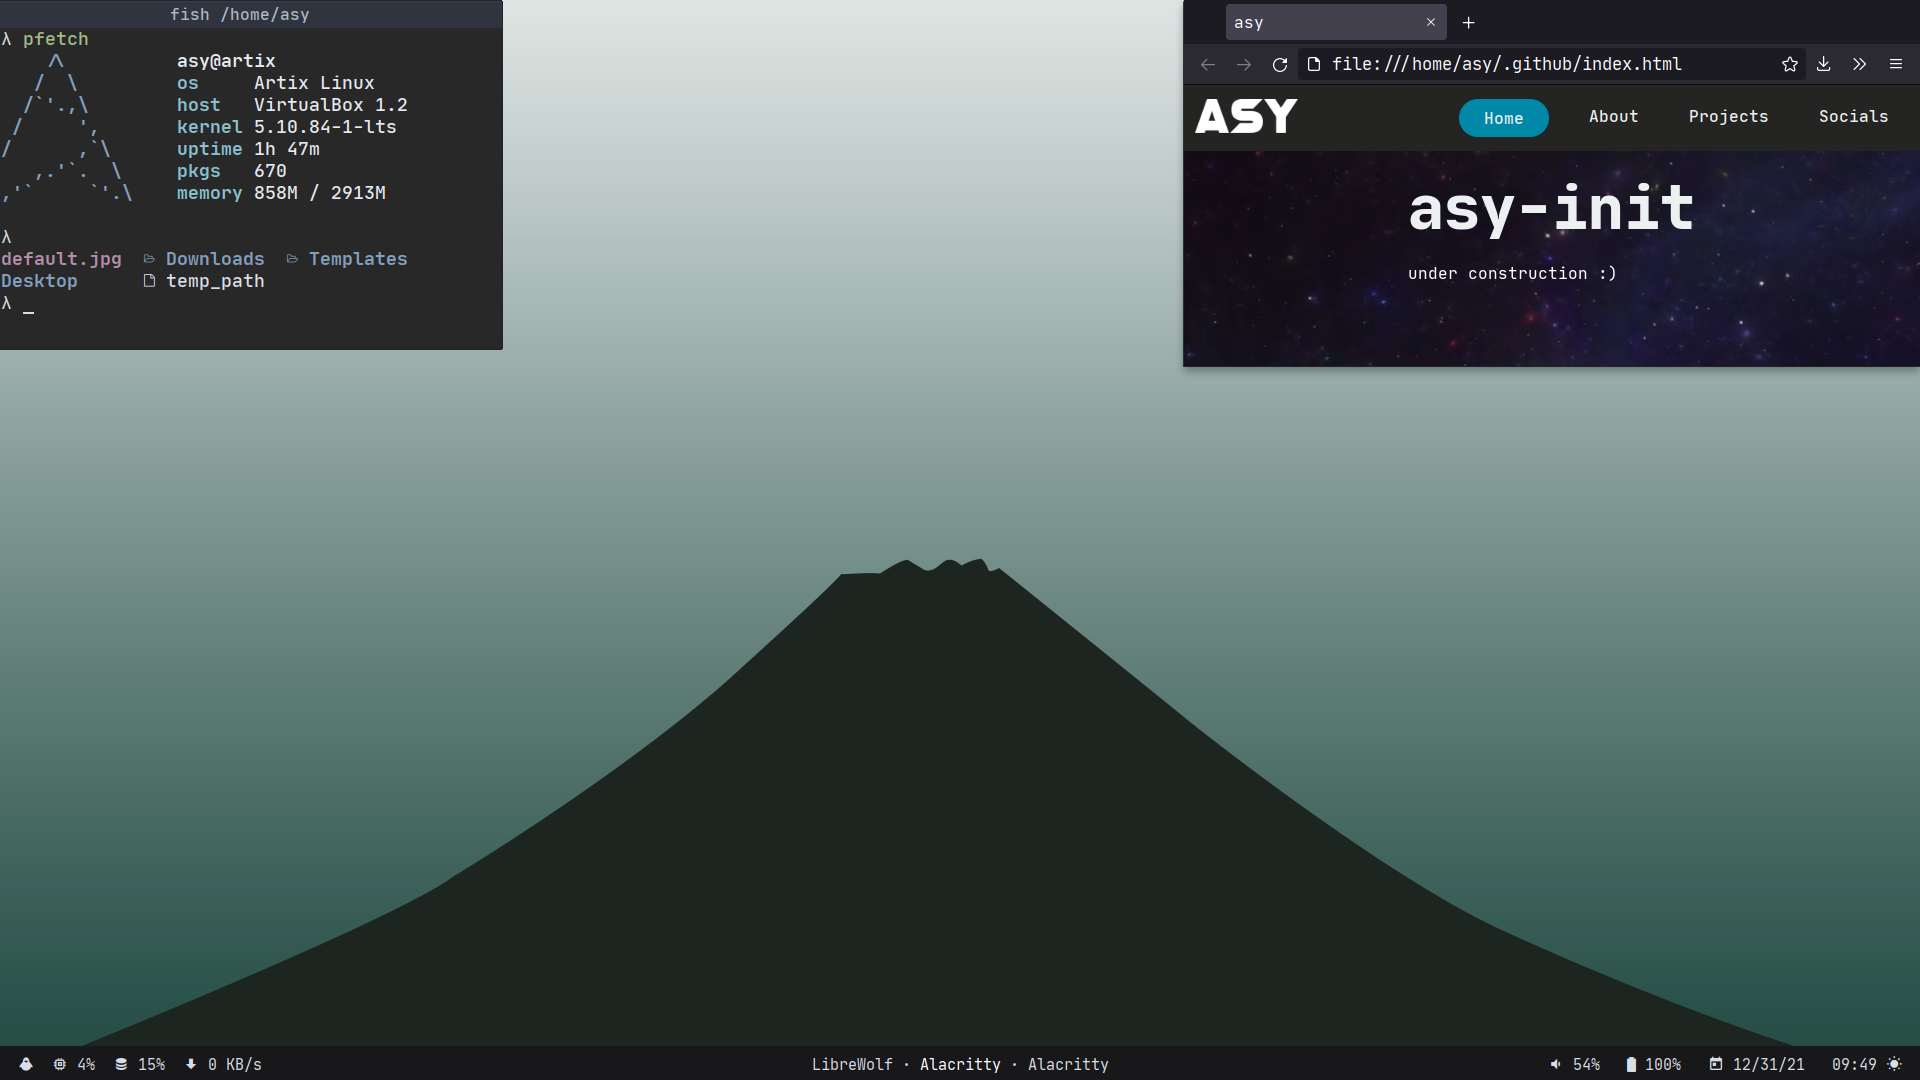 fish /home/asy
λ pfetch
asy@artix
os Artix Linux
host VirtualBox 1.2
kernel 5.10.84-1-lts
uptime 1h 47m
pkgs 670
memory 858M / 2913M
λ
default.jpg Downloads Templates
Desktop temp_path
λ _
asy
file:///home/asy/.github/index.html
ASY Home About Projects Socials
asy-init
under construction :)
4% 15% 0 KB/s
LibreWolf · Alacritty · Alacritty
54% 100% 12/31/21 09:49